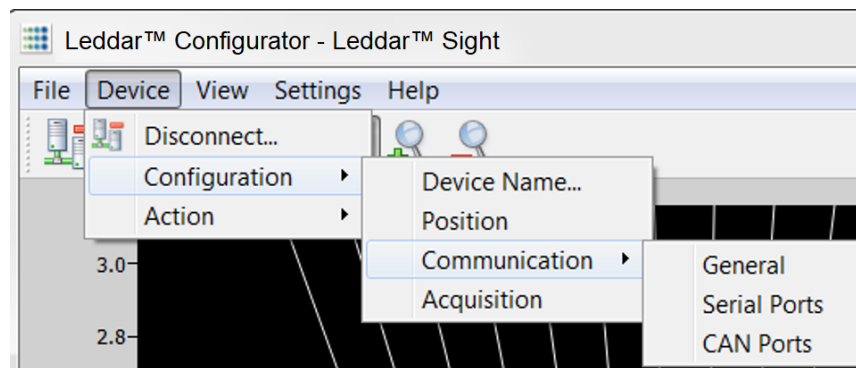 Leddar™ Configurator - Leddar™ Sight
File Device View Settings Help
Disconnect...
Configuration
Action
Device Name...
Position
Communication
Acquisition
General
Serial Ports
CAN Ports
3.0
2.8